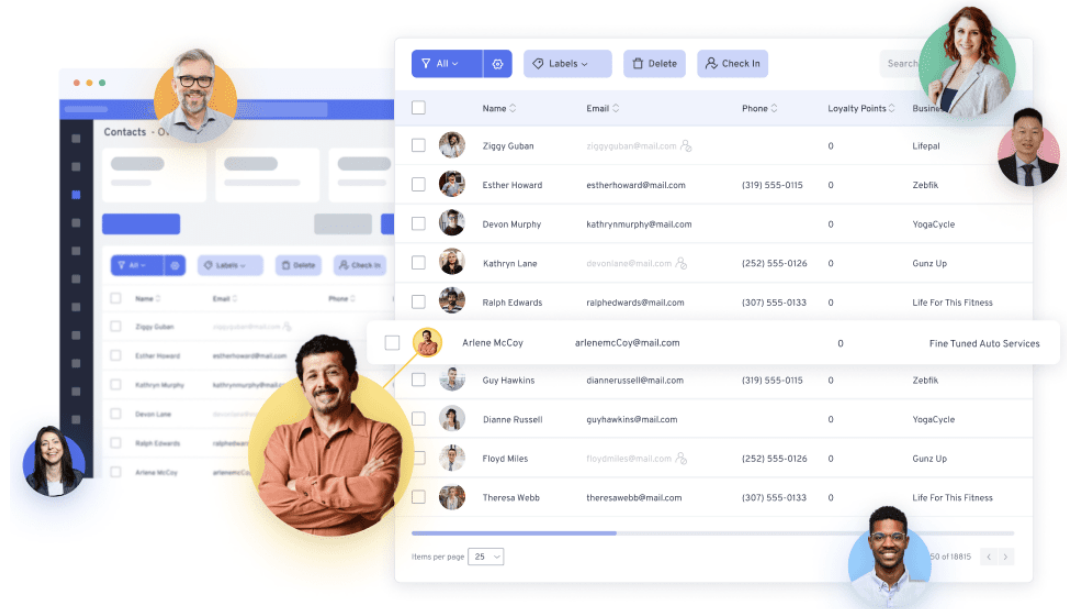 Contacts - O
All
Labels
Delete
Check In
Name
Email
Phone
Ziggy Guban
ziggyguban@mail.com
Esther Howard
estherhoward@mail.com
Kathryn Murphy
Devon Lane
Ralph Edwards
Arlene McCoy
All Labels Delete Check In Search
Name Email Phone Loyalty Points Busine
Ziggy Guban ziggyguban@mail.com 0 Lifepal
Esther Howard estherhoward@mail.com (319) 555-0115 0 Zebfik
Devon Murphy kathrynmurphy@mail.com 0 YogaCycle
Kathryn Lane devonlane@mail.com (252) 555-0126 0 Gunz Up
Ralph Edwards ralphedwards@mail.com (307) 555-0133 0 Life For This Fitness
Arlene McCoy arlenemcCoy@mail.com 0 Fine Tuned Auto Services
Guy Hawkins diannerussell@mail.com (319) 555-0115 0 Zebfik
Dianne Russell guyhawkins@mail.com 0 YogaCycle
Floyd Miles floydmiles@mail.com (252) 555-0126 0 Gunz Up
Theresa Webb theresawebb@mail.com (307) 555-0133 0 Life For This Fitness
Items per page 25 50 of 18815